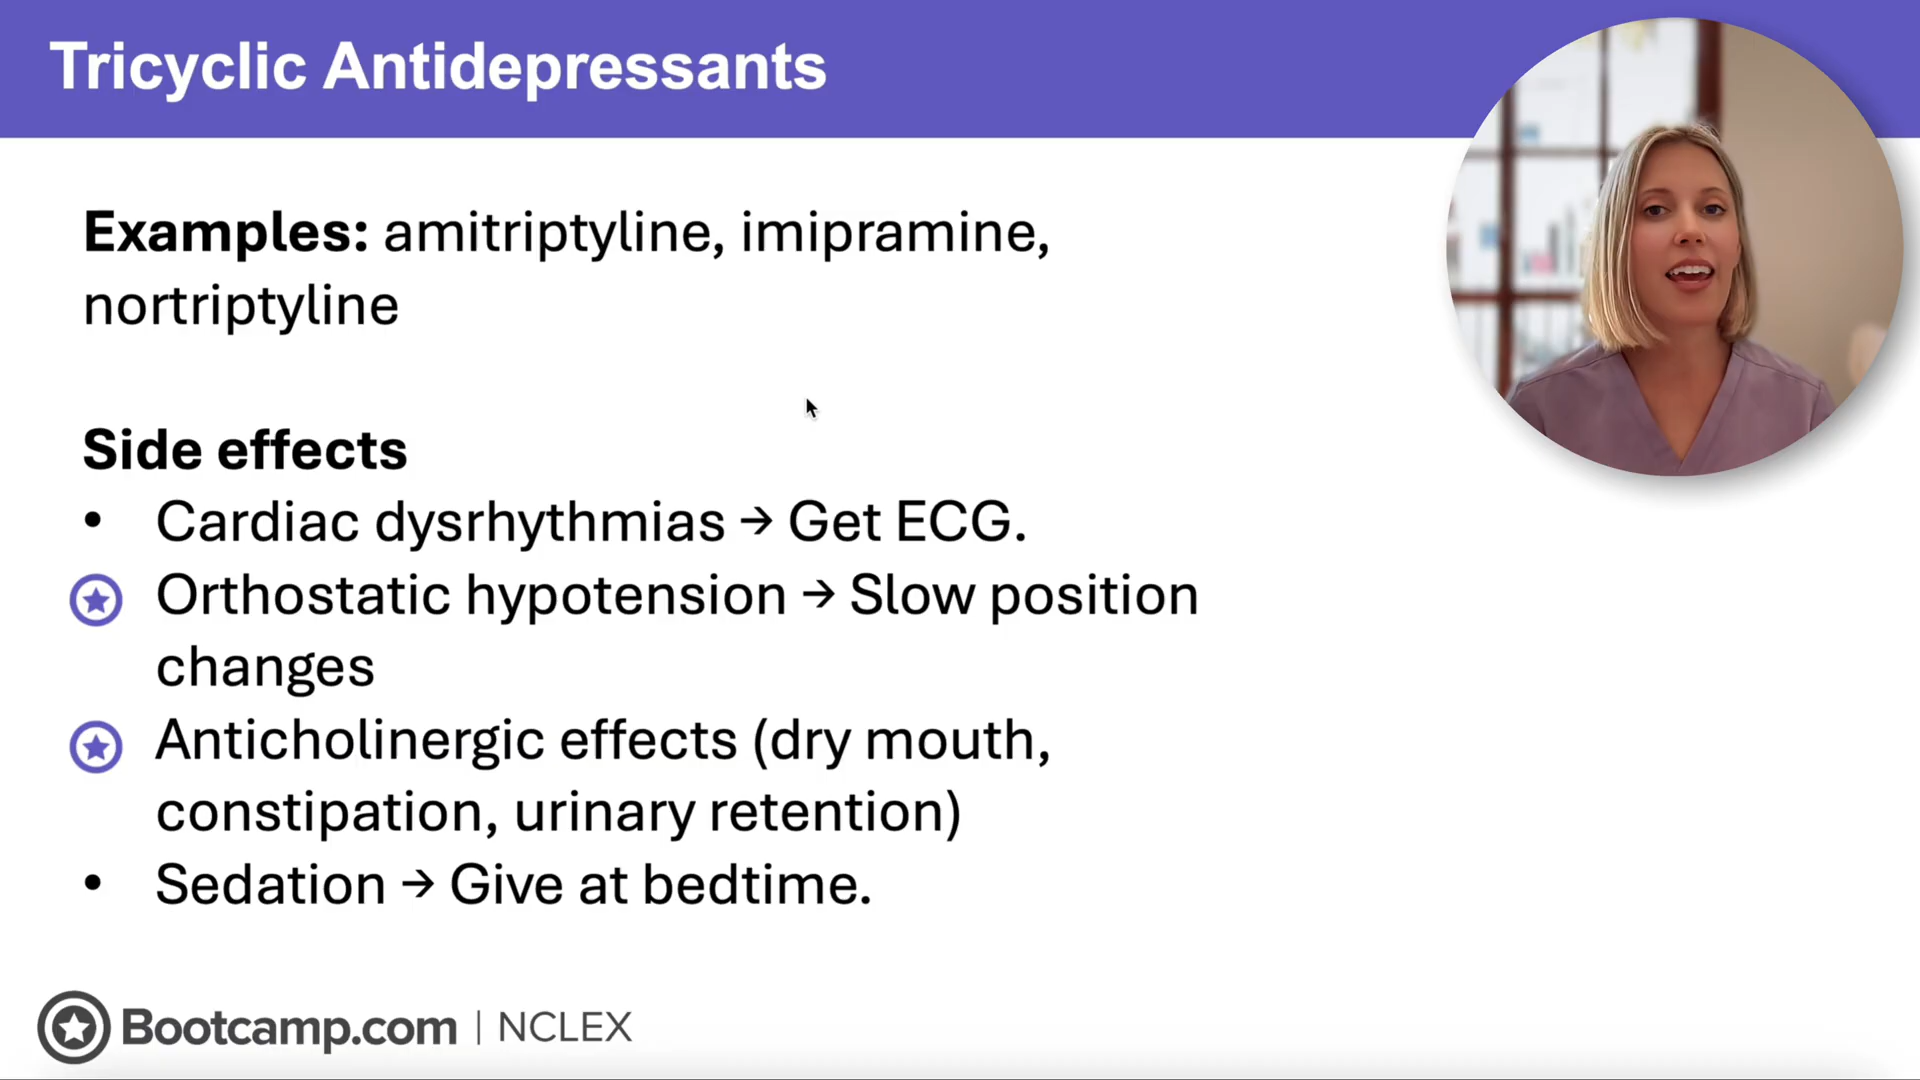 Tricyclic Antidepressants
Examples: amitriptyline, imipramine,
nortriptyline
Side effects
• Cardiac dysrhythmias → Get ECG.
Orthostatic hypotension → Slow position
changes
Anticholinergic effects (dry mouth,
constipation, urinary retention)
• Sedation → Give at bedtime.
Bootcamp.com | NCLEX